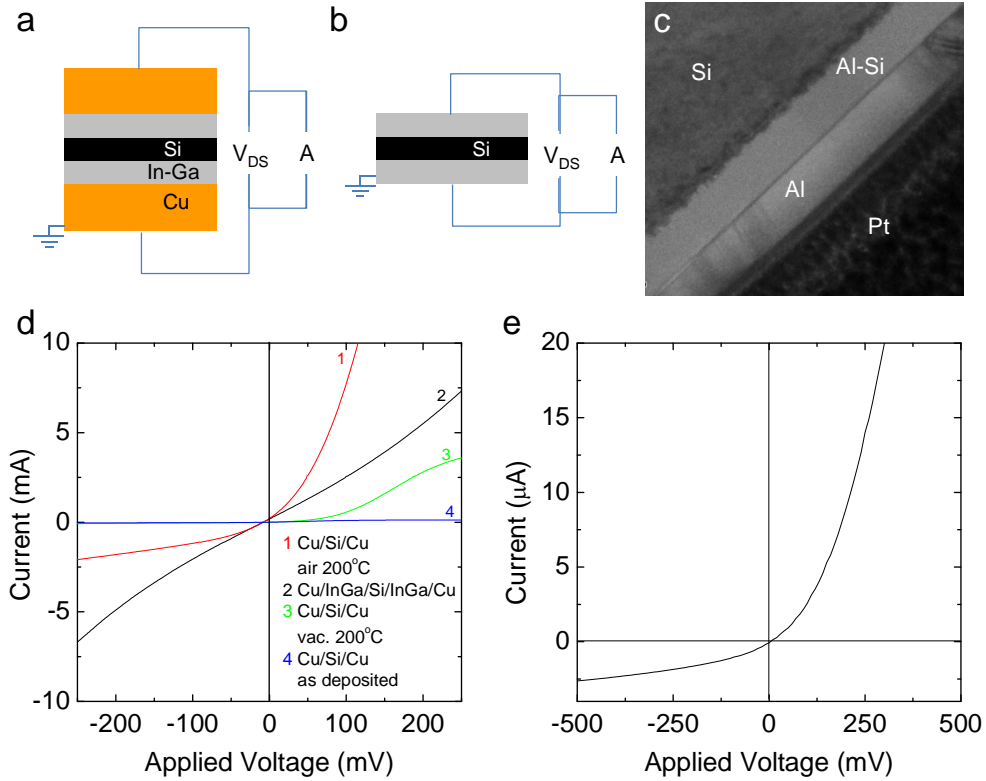 a
b
c
Si
In-Ga
Cu
V_DS
A
Si
V_DS
A
Si
Al-Si
Al
Pt
d
10
5
0
-5
-10
Current (mA)
-200
-100
0
100
200
Applied Voltage (mV)
1
2
3
4
1 Cu/Si/Cu
air 200°C
2 Cu/InGa/Si/InGa/Cu
3 Cu/Si/Cu
vac. 200°C
4 Cu/Si/Cu
as deposited
e
20
15
10
5
0
Current (μA)
-500
-250
0
250
500
Applied Voltage (mV)